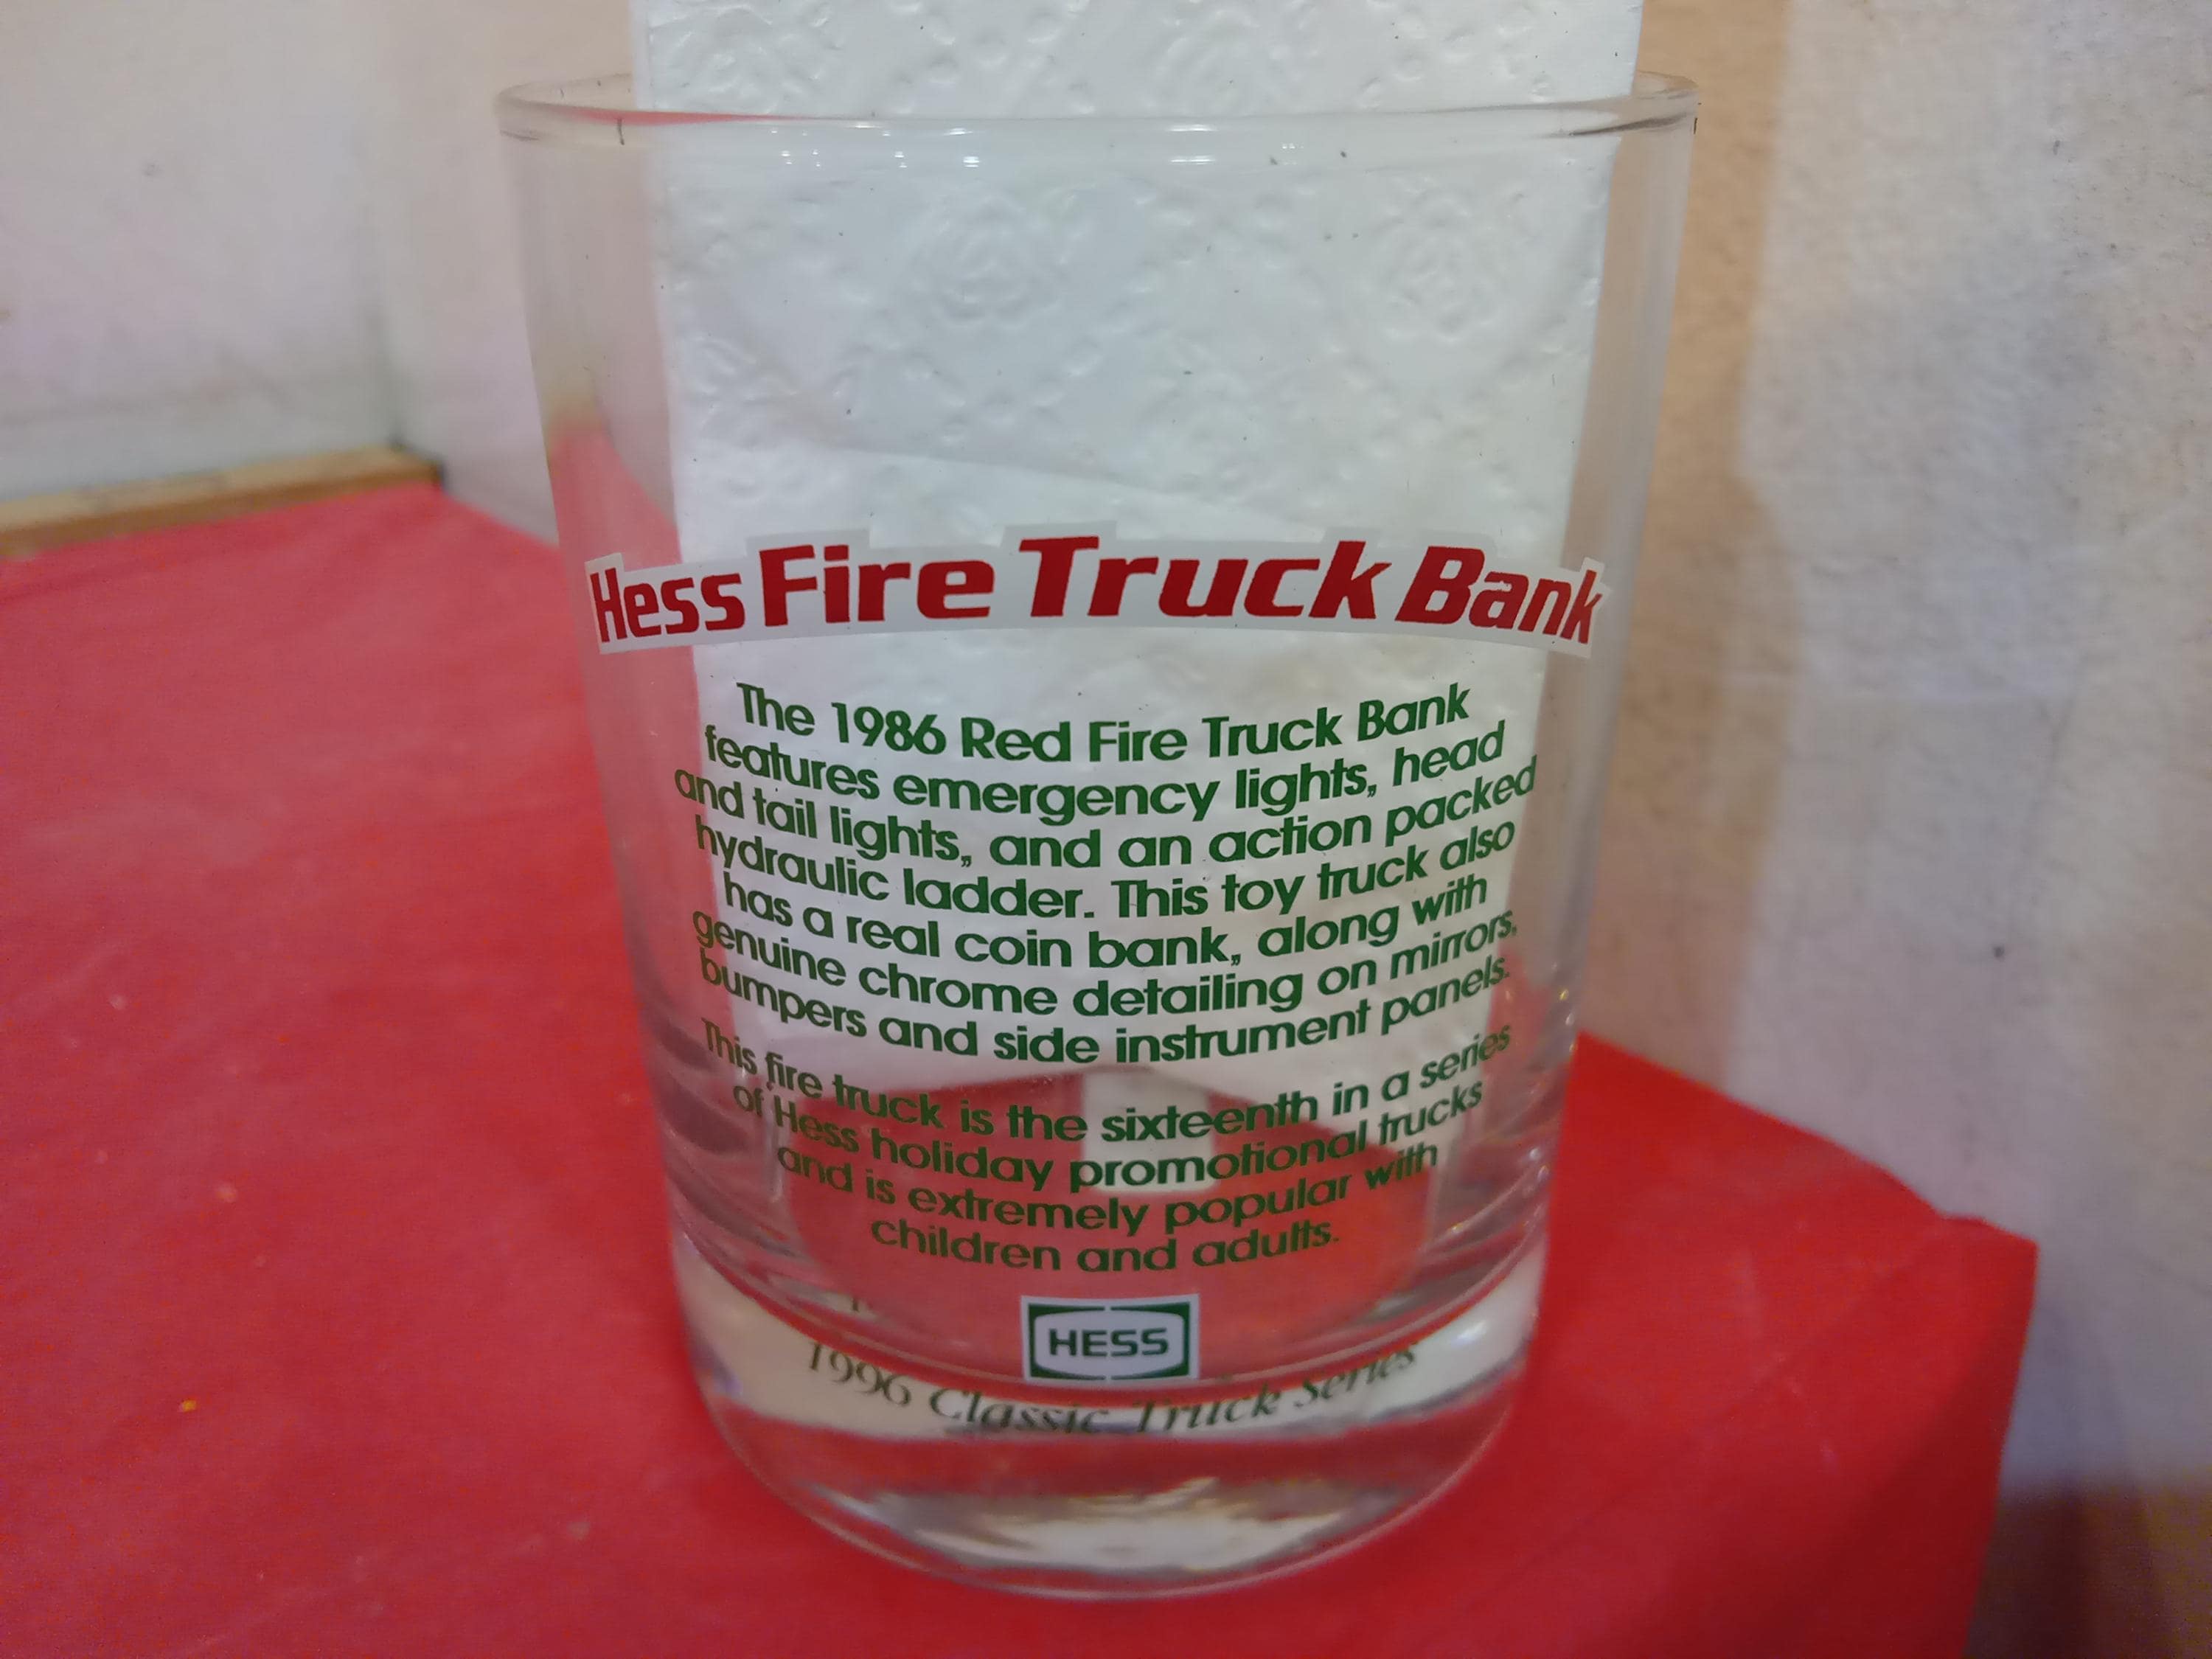 Hess Fire Truck Bank
The 1986 Red Fire Truck Bank
features emergency lights, head
and tail lights, and an action packed
hydraulic ladder. This toy truck also
has a real coin bank, along with
genuine chrome detailing on mirrors,
bumpers and side instrument panels.
This fire truck is the sixteenth in a series
of Hess holiday promotional trucks
and is extremely popular with
children and adults.
HESS
1996 Classic Truck Series